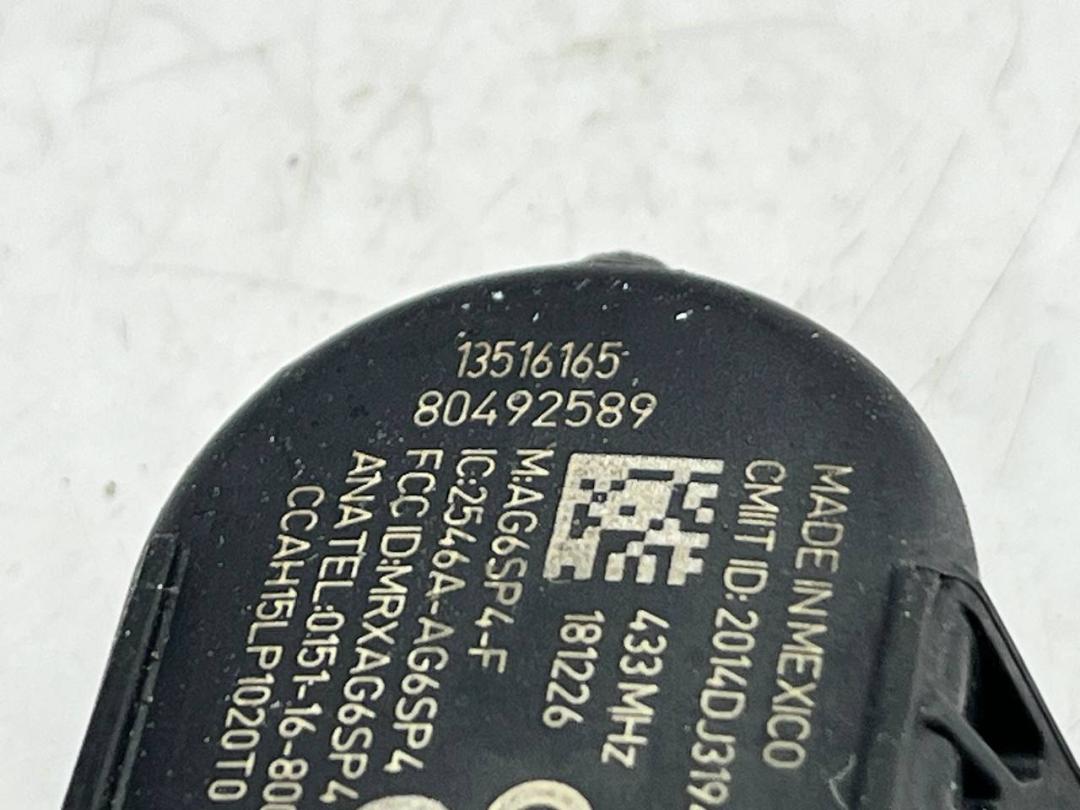 13516165
80492589
MADE IN MEXICO
CMIIT ID:2014DJ319
433MHz
181226
M:AG6SP4-F
IC:2546A-AG6SP4
FCC ID:MRXAG6SP4
ANATEL:0151-16-80
CCAH15LP1020T0